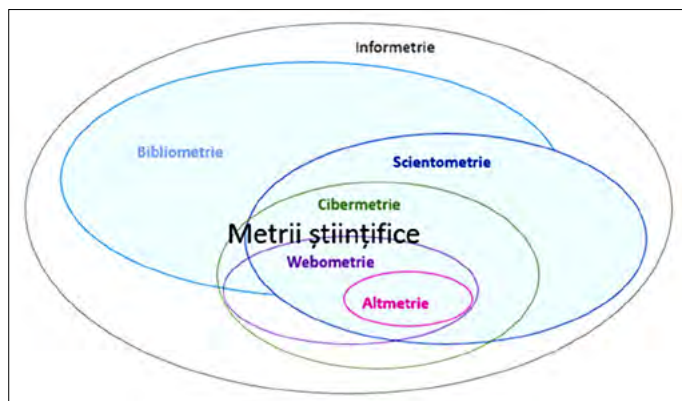 Informetrie
Bibliometrie
Scientometrie
Cibermetrie
Metrii științifice
Webometrie
Altmetrie